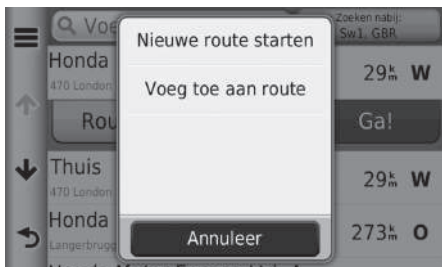 Voe
Zoeken nabij:
Sw1, GBR
Nieuwe route starten
Honda
470 London
29 km W
Voeg toe aan route
Rou
Ga!
Thuis
470 London
29 km W
Honda
Langerbrugg
273 km O
Annuleer